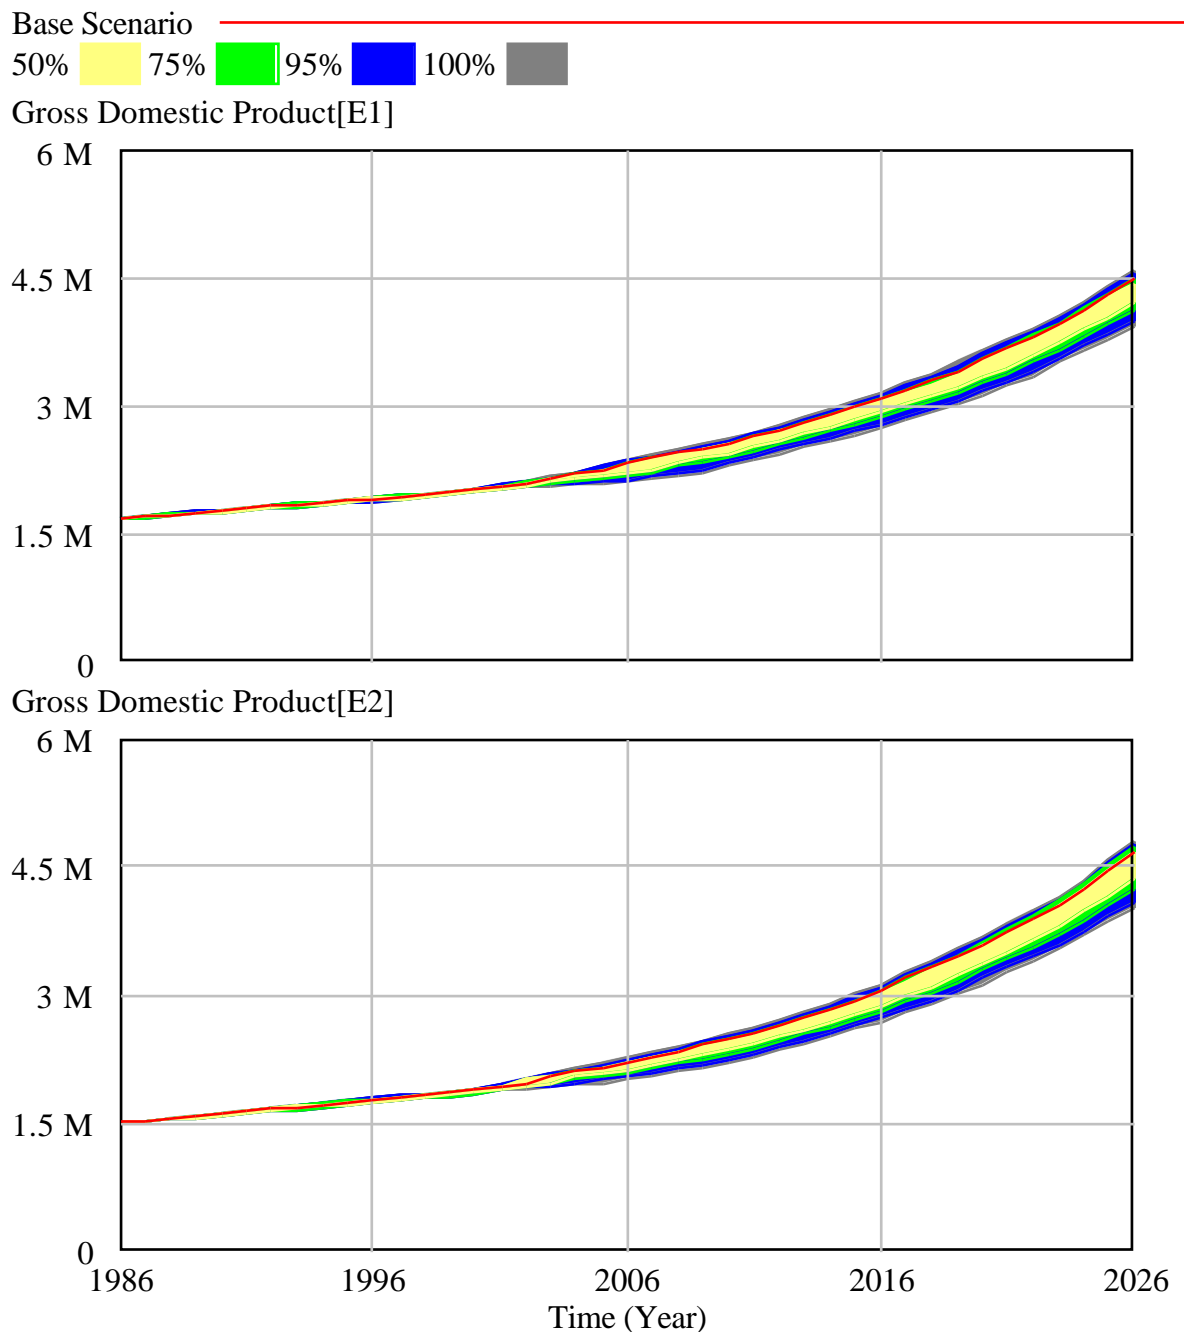 Base Scenario
50% 75% 95% 100%
Gross Domestic Product[E1]
6 M
4.5 M
3 M
1.5 M
0
Gross Domestic Product[E2]
6 M
4.5 M
3 M
1.5 M
0
1986 1996 2006 2016 2026
Time (Year)